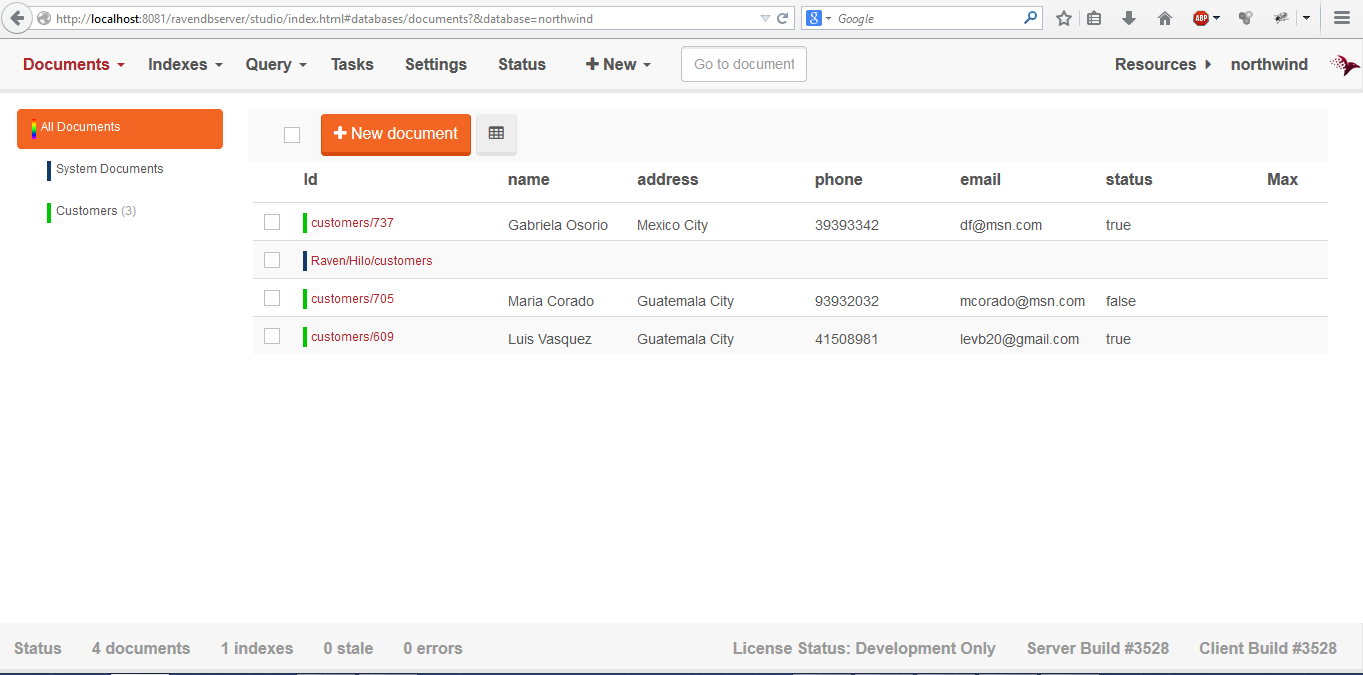 http://localhost:8081/ravendbserver/studio/index.html#databases/documents?&database=northwind
8 Google ABP
Documents Indexes Query Tasks Settings Status + New Go to document Resources northwind
All Documents
System Documents
Customers (3)
+ New document
Id name address phone email status Max
customers/737 Gabriela Osorio Mexico City 39393342 df@msn.com true
Raven/Hilo/customers
customers/705 Maria Corado Guatemala City 93932032 mcorado@msn.com false
customers/609 Luis Vasquez Guatemala City 41508981 levb20@gmail.com true
Status 4 documents 1 indexes 0 stale 0 errors License Status: Development Only Server Build #3528 Client Build #3528